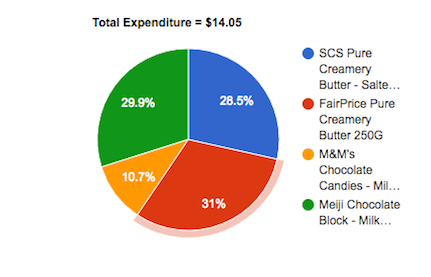 Total Expenditure = $14.05
29.9%
28.5%
10.7%
31%
SCS Pure
Creamery
Butter - Salte...
FairPrice Pure
Creamery
Butter 250G
M&M's
Chocolate
Candies - Mil...
Meiji Chocolate
Block - Milk...